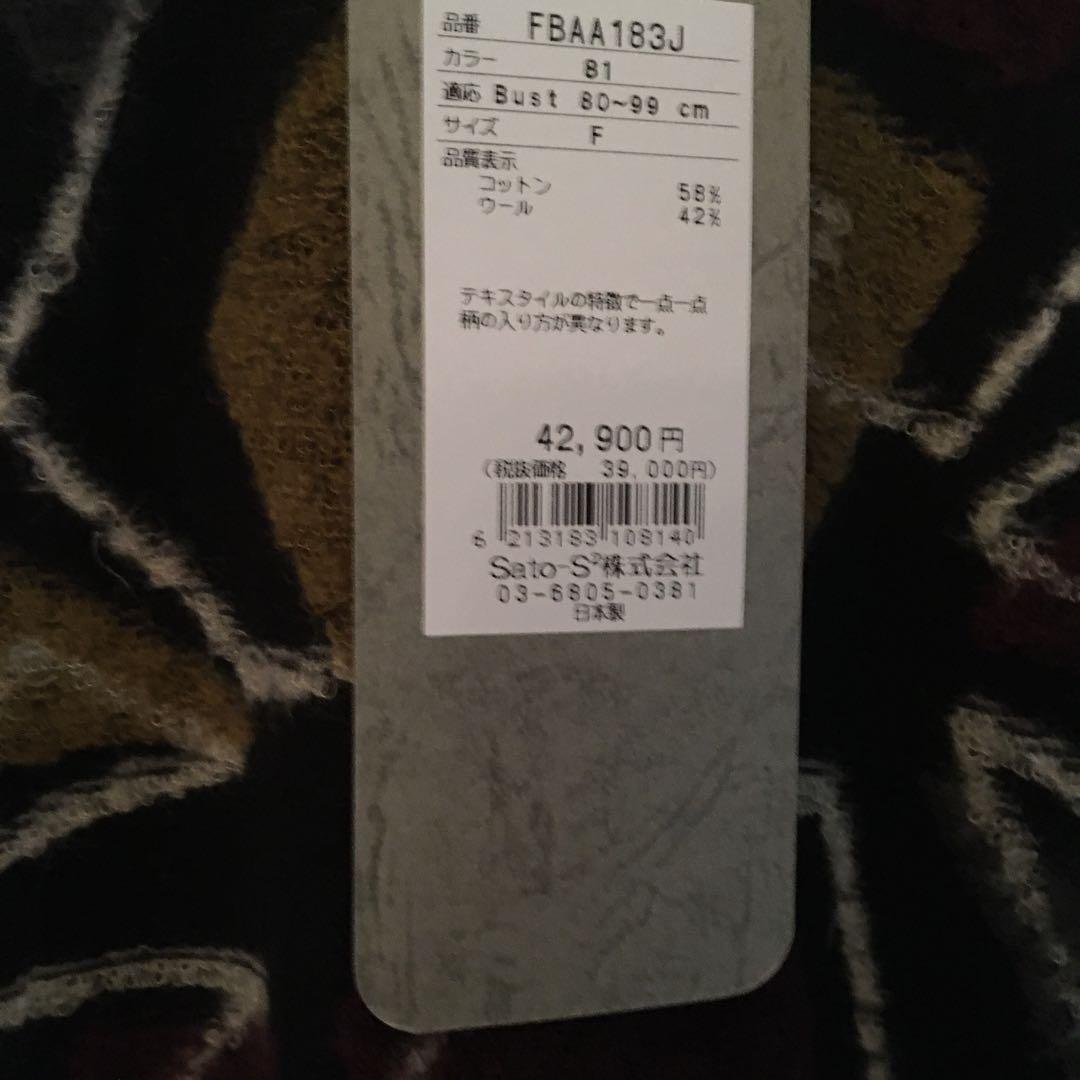 品番 FBAA183J
カラー 81
適応 Bust 80~99 cm
サイズ F
品質表示
コットン 58%
ウール 42%
テキスタイルの特徴で一点一点
柄の入り方が異なります。
42,900円
(税抜価格 39,000円)
6 213183 108140
Sato-S²株式会社
03-6805-0381
日本製